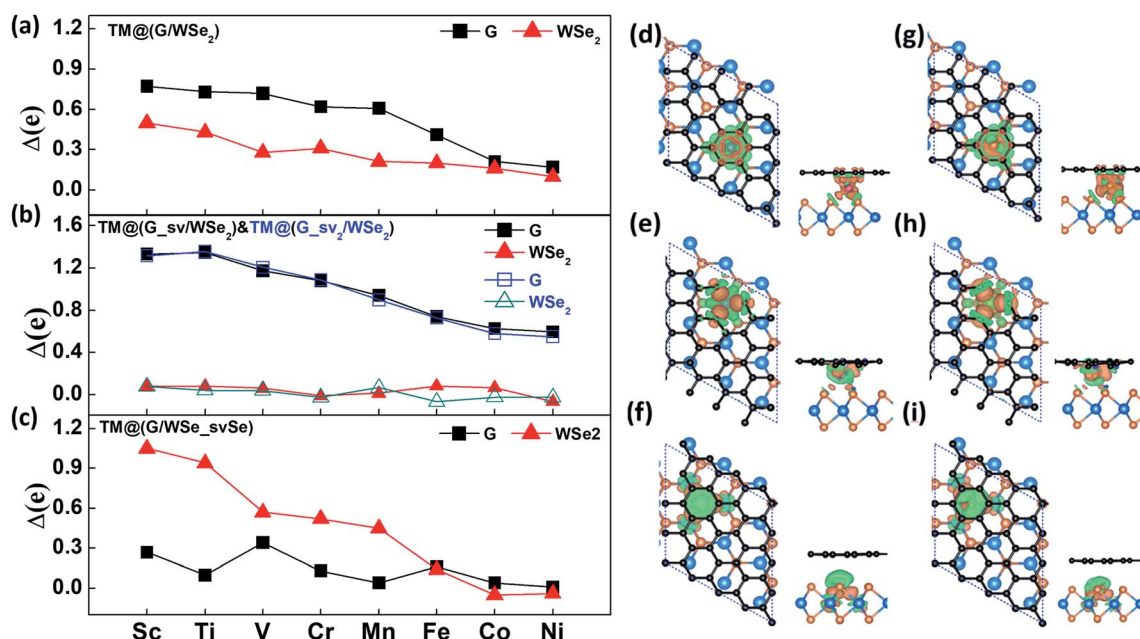 (a)
TM@(G/WSe₂)
G
WSe₂
1.2
0.9
0.6
0.3
0.0
Δ(e)
(b)
TM@(G_sv/WSe₂)&TM@(G_sv₂/WSe₂)
G
WSe₂
G
WSe₂
1.6
1.2
0.8
0.4
0.0
Δ(e)
(c)
TM@(G/WSe_svSe)
G
WSe2
1.2
0.9
0.6
0.3
0.0
Δ(e)
Sc Ti V Cr Mn Fe Co Ni
(d)
(g)
(e)
(h)
(f)
(i)